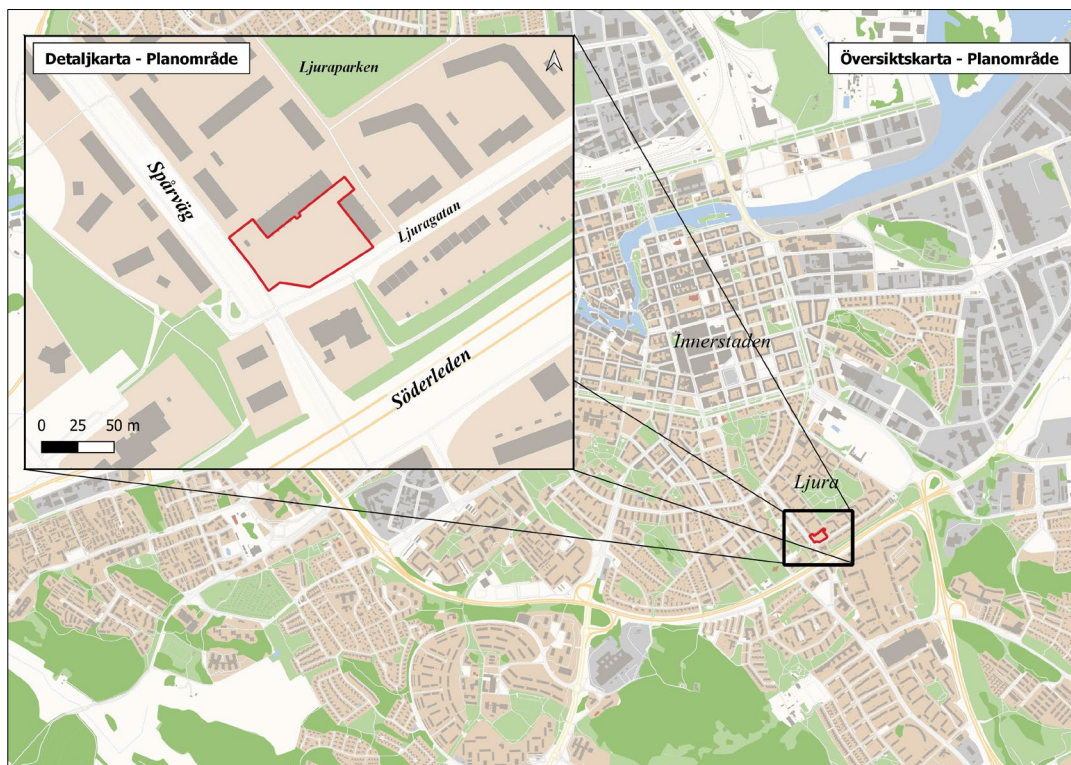 Detaljkarta - Planområde
Ljuraparken
Översiktskarta - Planområde
Spårväg
Ljuragatan
Söderleden
0 25 50 m
Innerstaden
Ljura